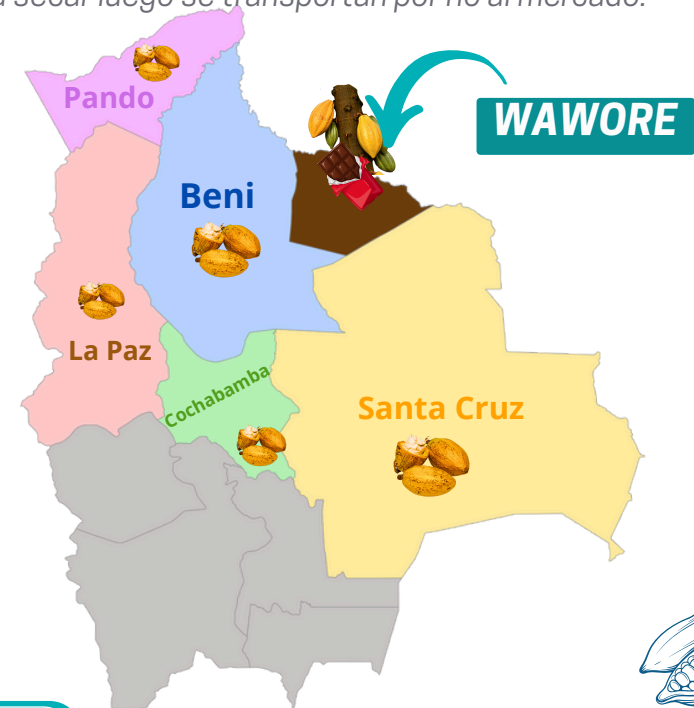 secar luego se transportan por río al mercado.
WAWORE
Pando
Beni
La Paz
Cochabamba
Santa Cruz